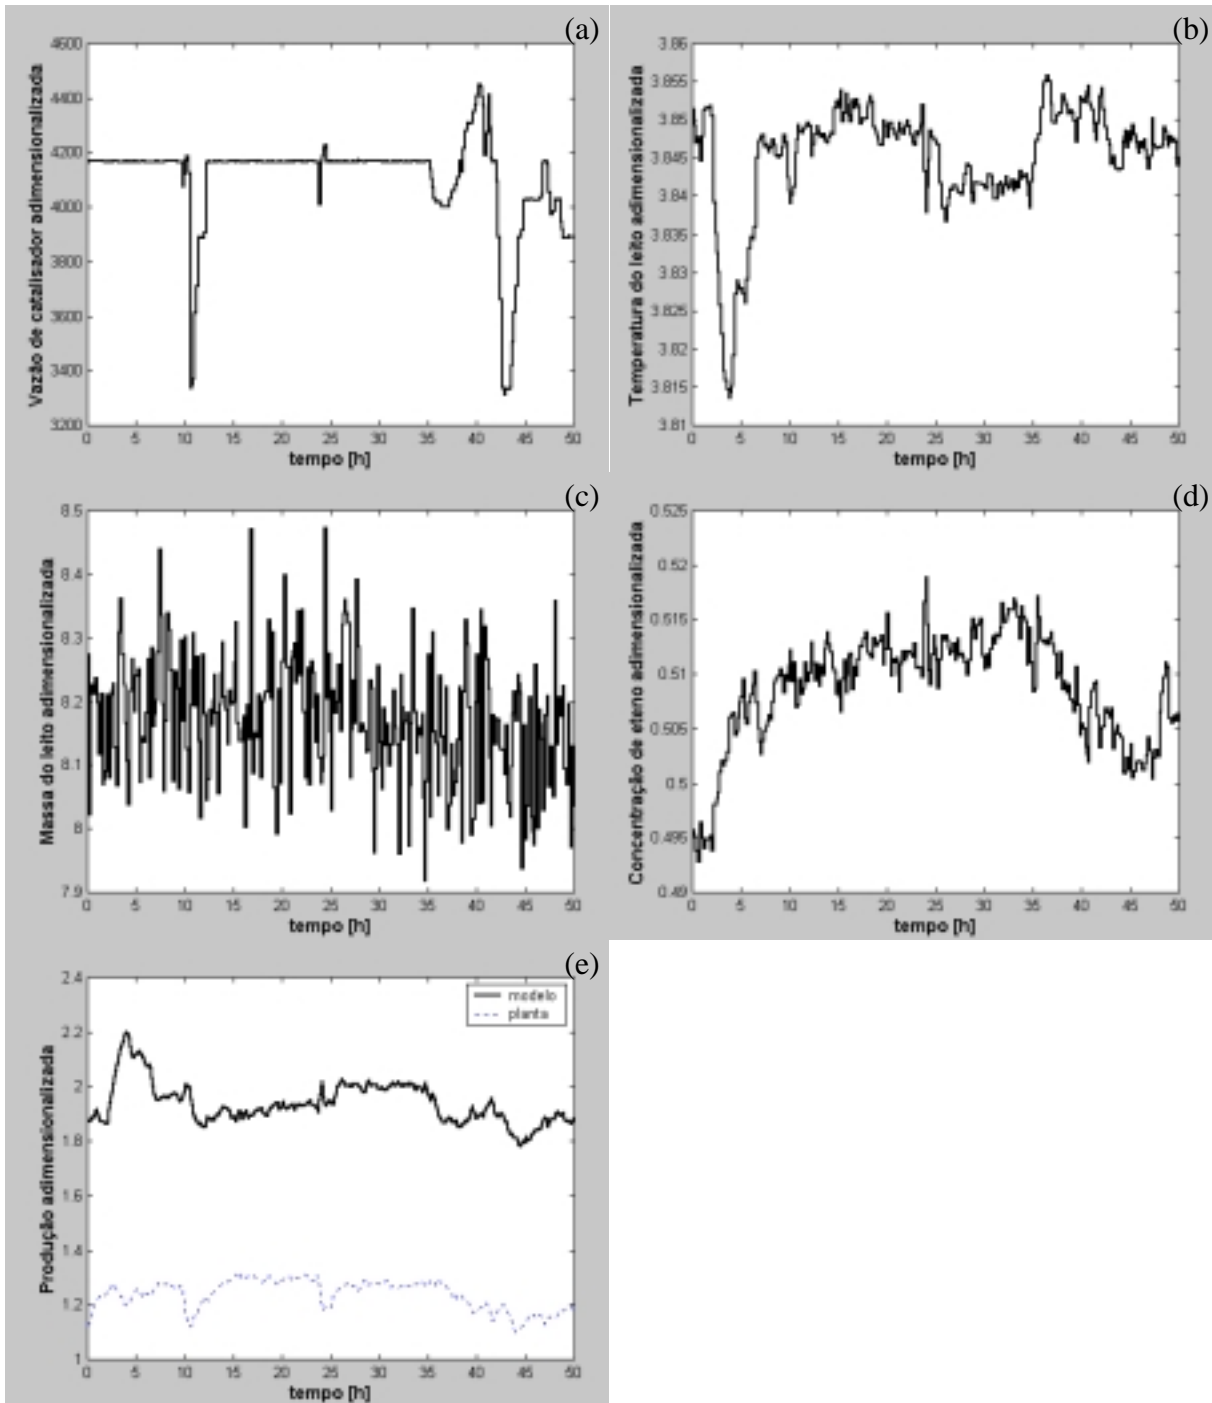 (a)
Vazão de catalisador adimensionalizada
4600
4400
4200
4000
3800
3600
3400
3200
0 5 10 15 20 25 30 35 40 45 50
tempo [h]
(b)
Temperatura do leito adimensionalizada
3.86
3.855
3.85
3.845
3.84
3.835
3.83
3.825
3.82
3.815
3.81
0 5 10 15 20 25 30 35 40 45 50
tempo [h]
(c)
Massa do leito adimensionalizada
8.5
8.4
8.3
8.2
8.1
8
7.9
0 5 10 15 20 25 30 35 40 45 50
tempo [h]
(d)
Concentração de eteno adimensionalizada
0.525
0.52
0.515
0.51
0.505
0.5
0.495
0.49
0 5 10 15 20 25 30 35 40 45 50
tempo [h]
(e)
Produção adimensionalizada
2.4
2.2
2
1.8
1.6
1.4
1.2
1
modelo
planta
0 5 10 15 20 25 30 35 40 45 50
tempo [h]